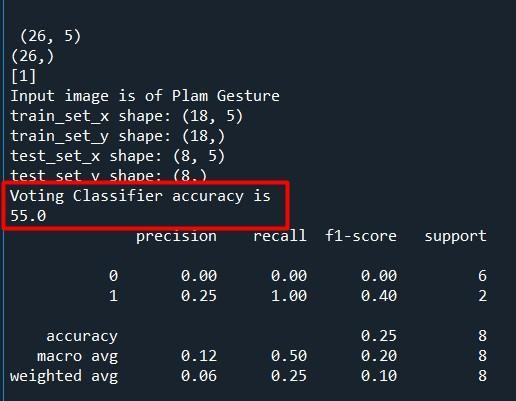 (26, 5)
(26,)
[1]
Input image is of Plam Gesture
train_set_x shape: (18, 5)
train_set_y shape: (18,)
test_set_x shape: (8, 5)
test_set_y shape: (8,)
Voting Classifier accuracy is
55.0
precision recall f1-score support
0 0.00 0.00 0.00 6
1 0.25 1.00 0.40 2
accuracy 0.25 8
macro avg 0.12 0.50 0.20 8
weighted avg 0.06 0.25 0.10 8